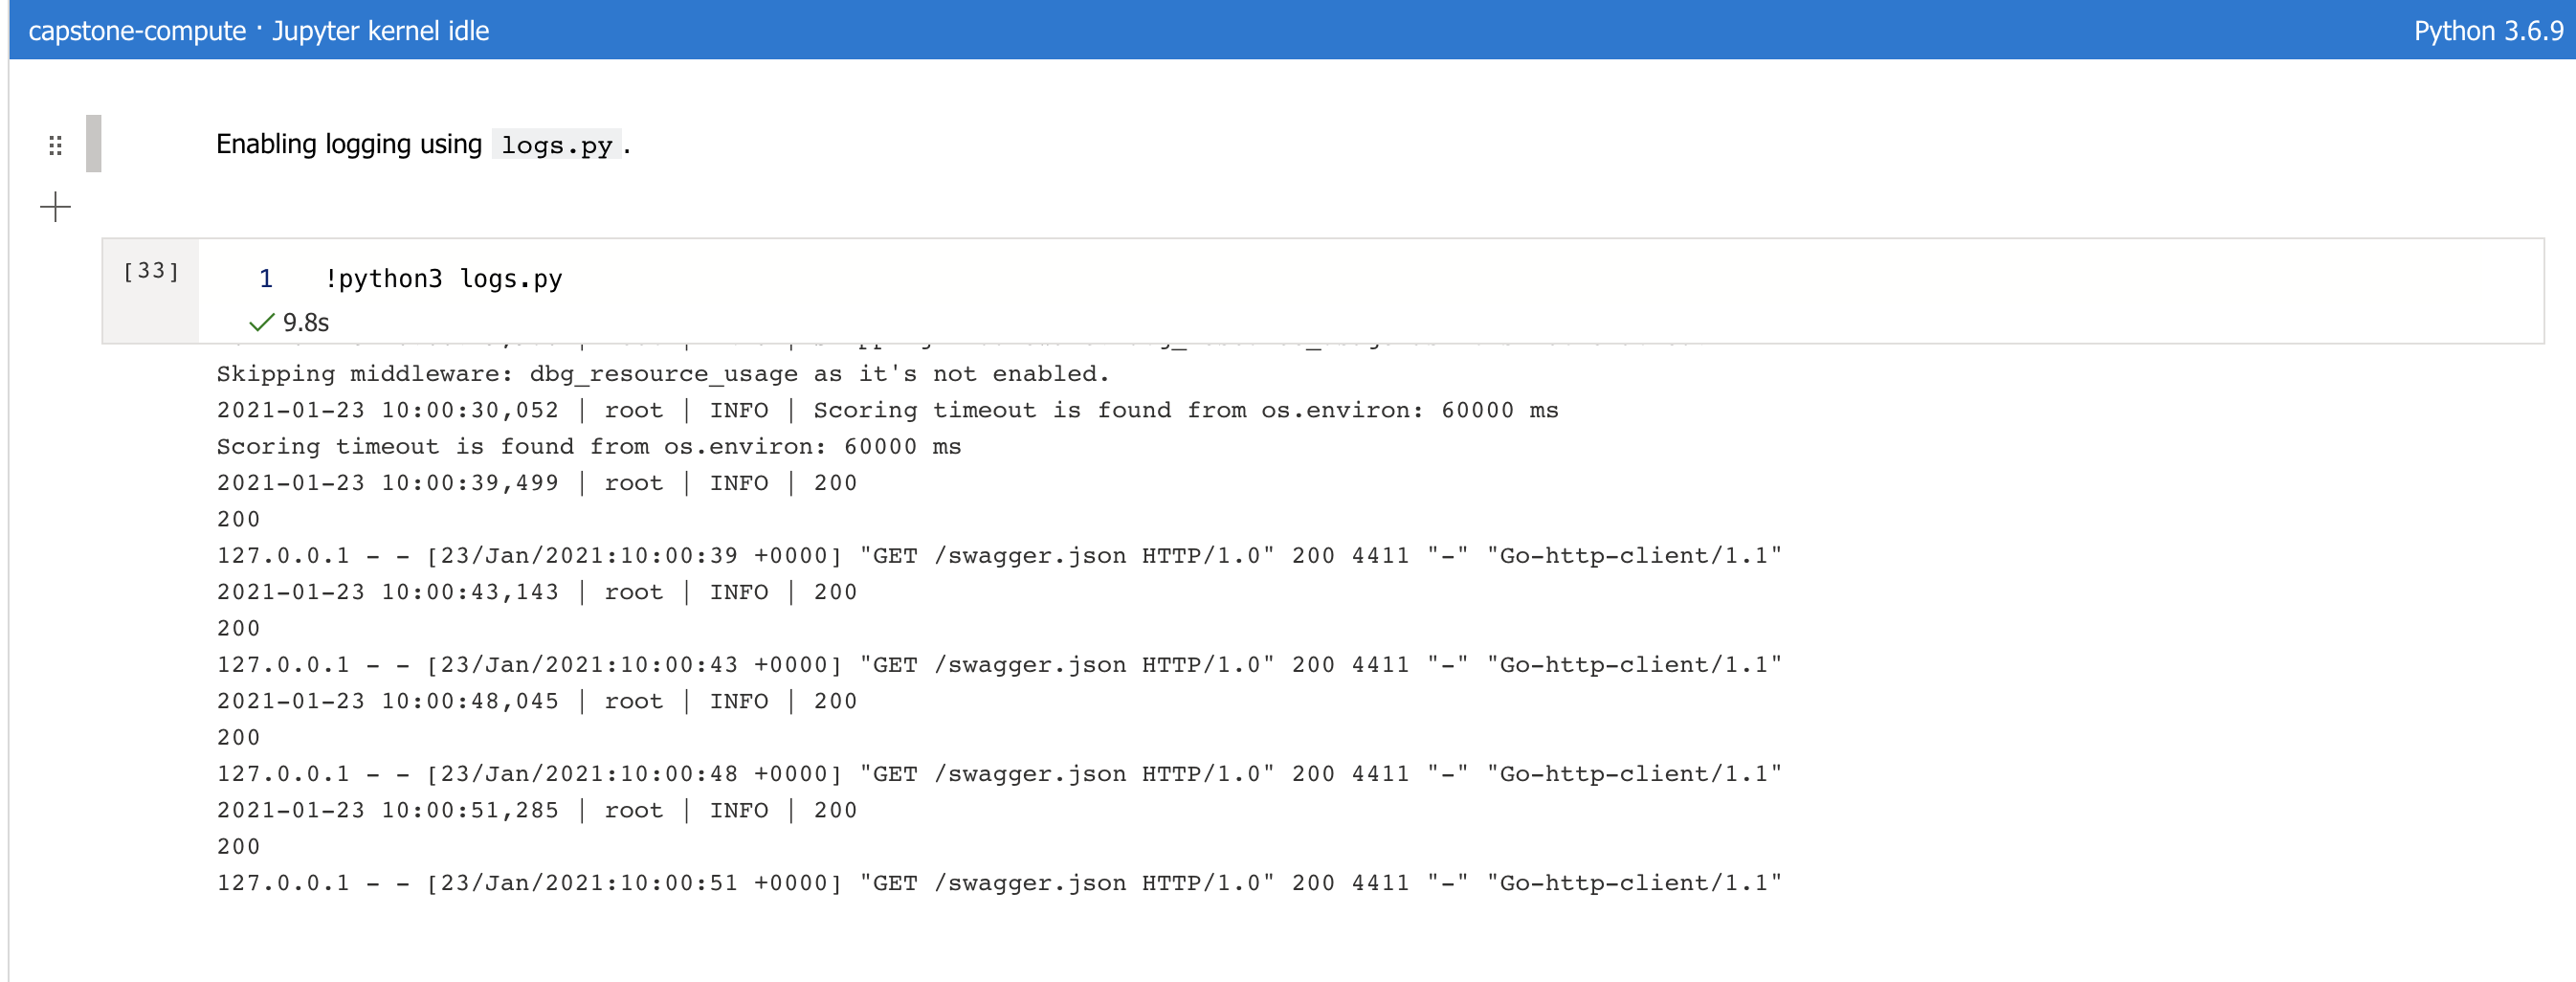 capstone-compute · Jupyter kernel idle
Python 3.6.9
Enabling logging using logs.py .
[33]
1 !python3 logs.py
9.8s
Skipping middleware: dbg_resource_usage as it's not enabled.
2021-01-23 10:00:30,052 | root | INFO | Scoring timeout is found from os.environ: 60000 ms
Scoring timeout is found from os.environ: 60000 ms
2021-01-23 10:00:39,499 | root | INFO | 200
200
127.0.0.1 - - [23/Jan/2021:10:00:39 +0000] "GET /swagger.json HTTP/1.0" 200 4411 "-" "Go-http-client/1.1"
2021-01-23 10:00:43,143 | root | INFO | 200
200
127.0.0.1 - - [23/Jan/2021:10:00:43 +0000] "GET /swagger.json HTTP/1.0" 200 4411 "-" "Go-http-client/1.1"
2021-01-23 10:00:48,045 | root | INFO | 200
200
127.0.0.1 - - [23/Jan/2021:10:00:48 +0000] "GET /swagger.json HTTP/1.0" 200 4411 "-" "Go-http-client/1.1"
2021-01-23 10:00:51,285 | root | INFO | 200
200
127.0.0.1 - - [23/Jan/2021:10:00:51 +0000] "GET /swagger.json HTTP/1.0" 200 4411 "-" "Go-http-client/1.1"